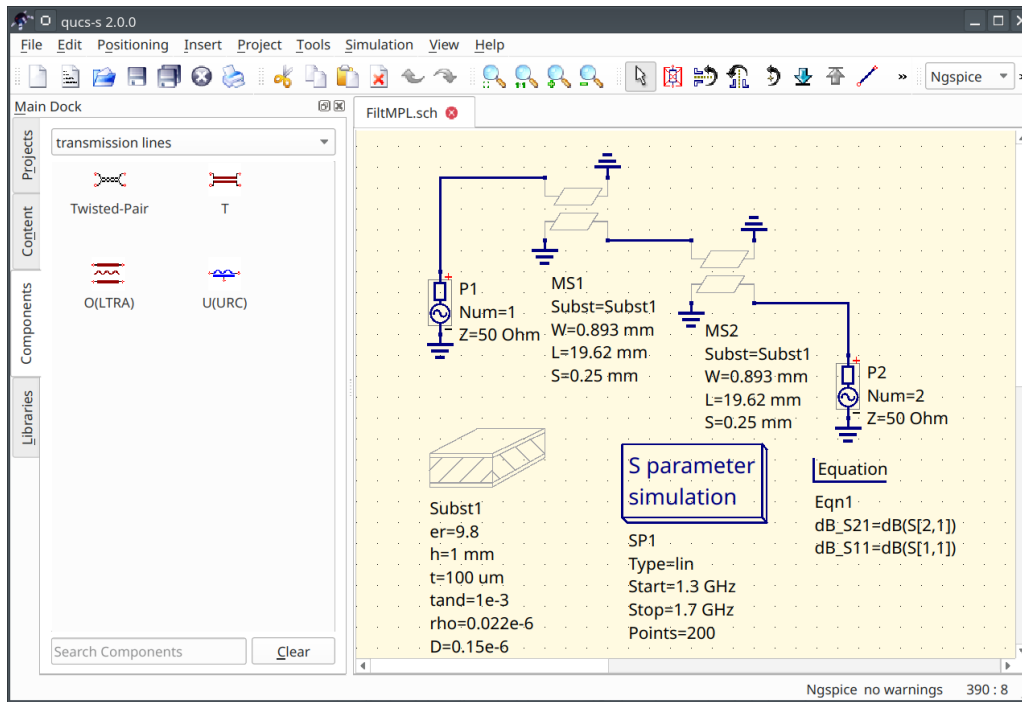 qucs-s 2.0.0
File Edit Positioning Insert Project Tools Simulation View Help
» Ngspice »
Main Dock
FiltMPL.sch
Projects
Content
Components
Libraries
transmission lines
Twisted-Pair
T
O(LTRA)
U(URC)
Search Components
Clear
P1
Num=1
Z=50 Ohm
MS1
Subst=Subst1
W=0.893 mm
L=19.62 mm
S=0.25 mm
MS2
Subst=Subst1
W=0.893 mm
L=19.62 mm
S=0.25 mm
P2
Num=2
Z=50 Ohm
Subst1
er=9.8
h=1 mm
t=100 um
tand=1e-3
rho=0.022e-6
D=0.15e-6
S parameter
simulation
SP1
Type=lin
Start=1.3 GHz
Stop=1.7 GHz
Points=200
Equation
Eqn1
dB_S21=dB(S[2,1])
dB_S11=dB(S[1,1])
Ngspice no warnings 390 : 8